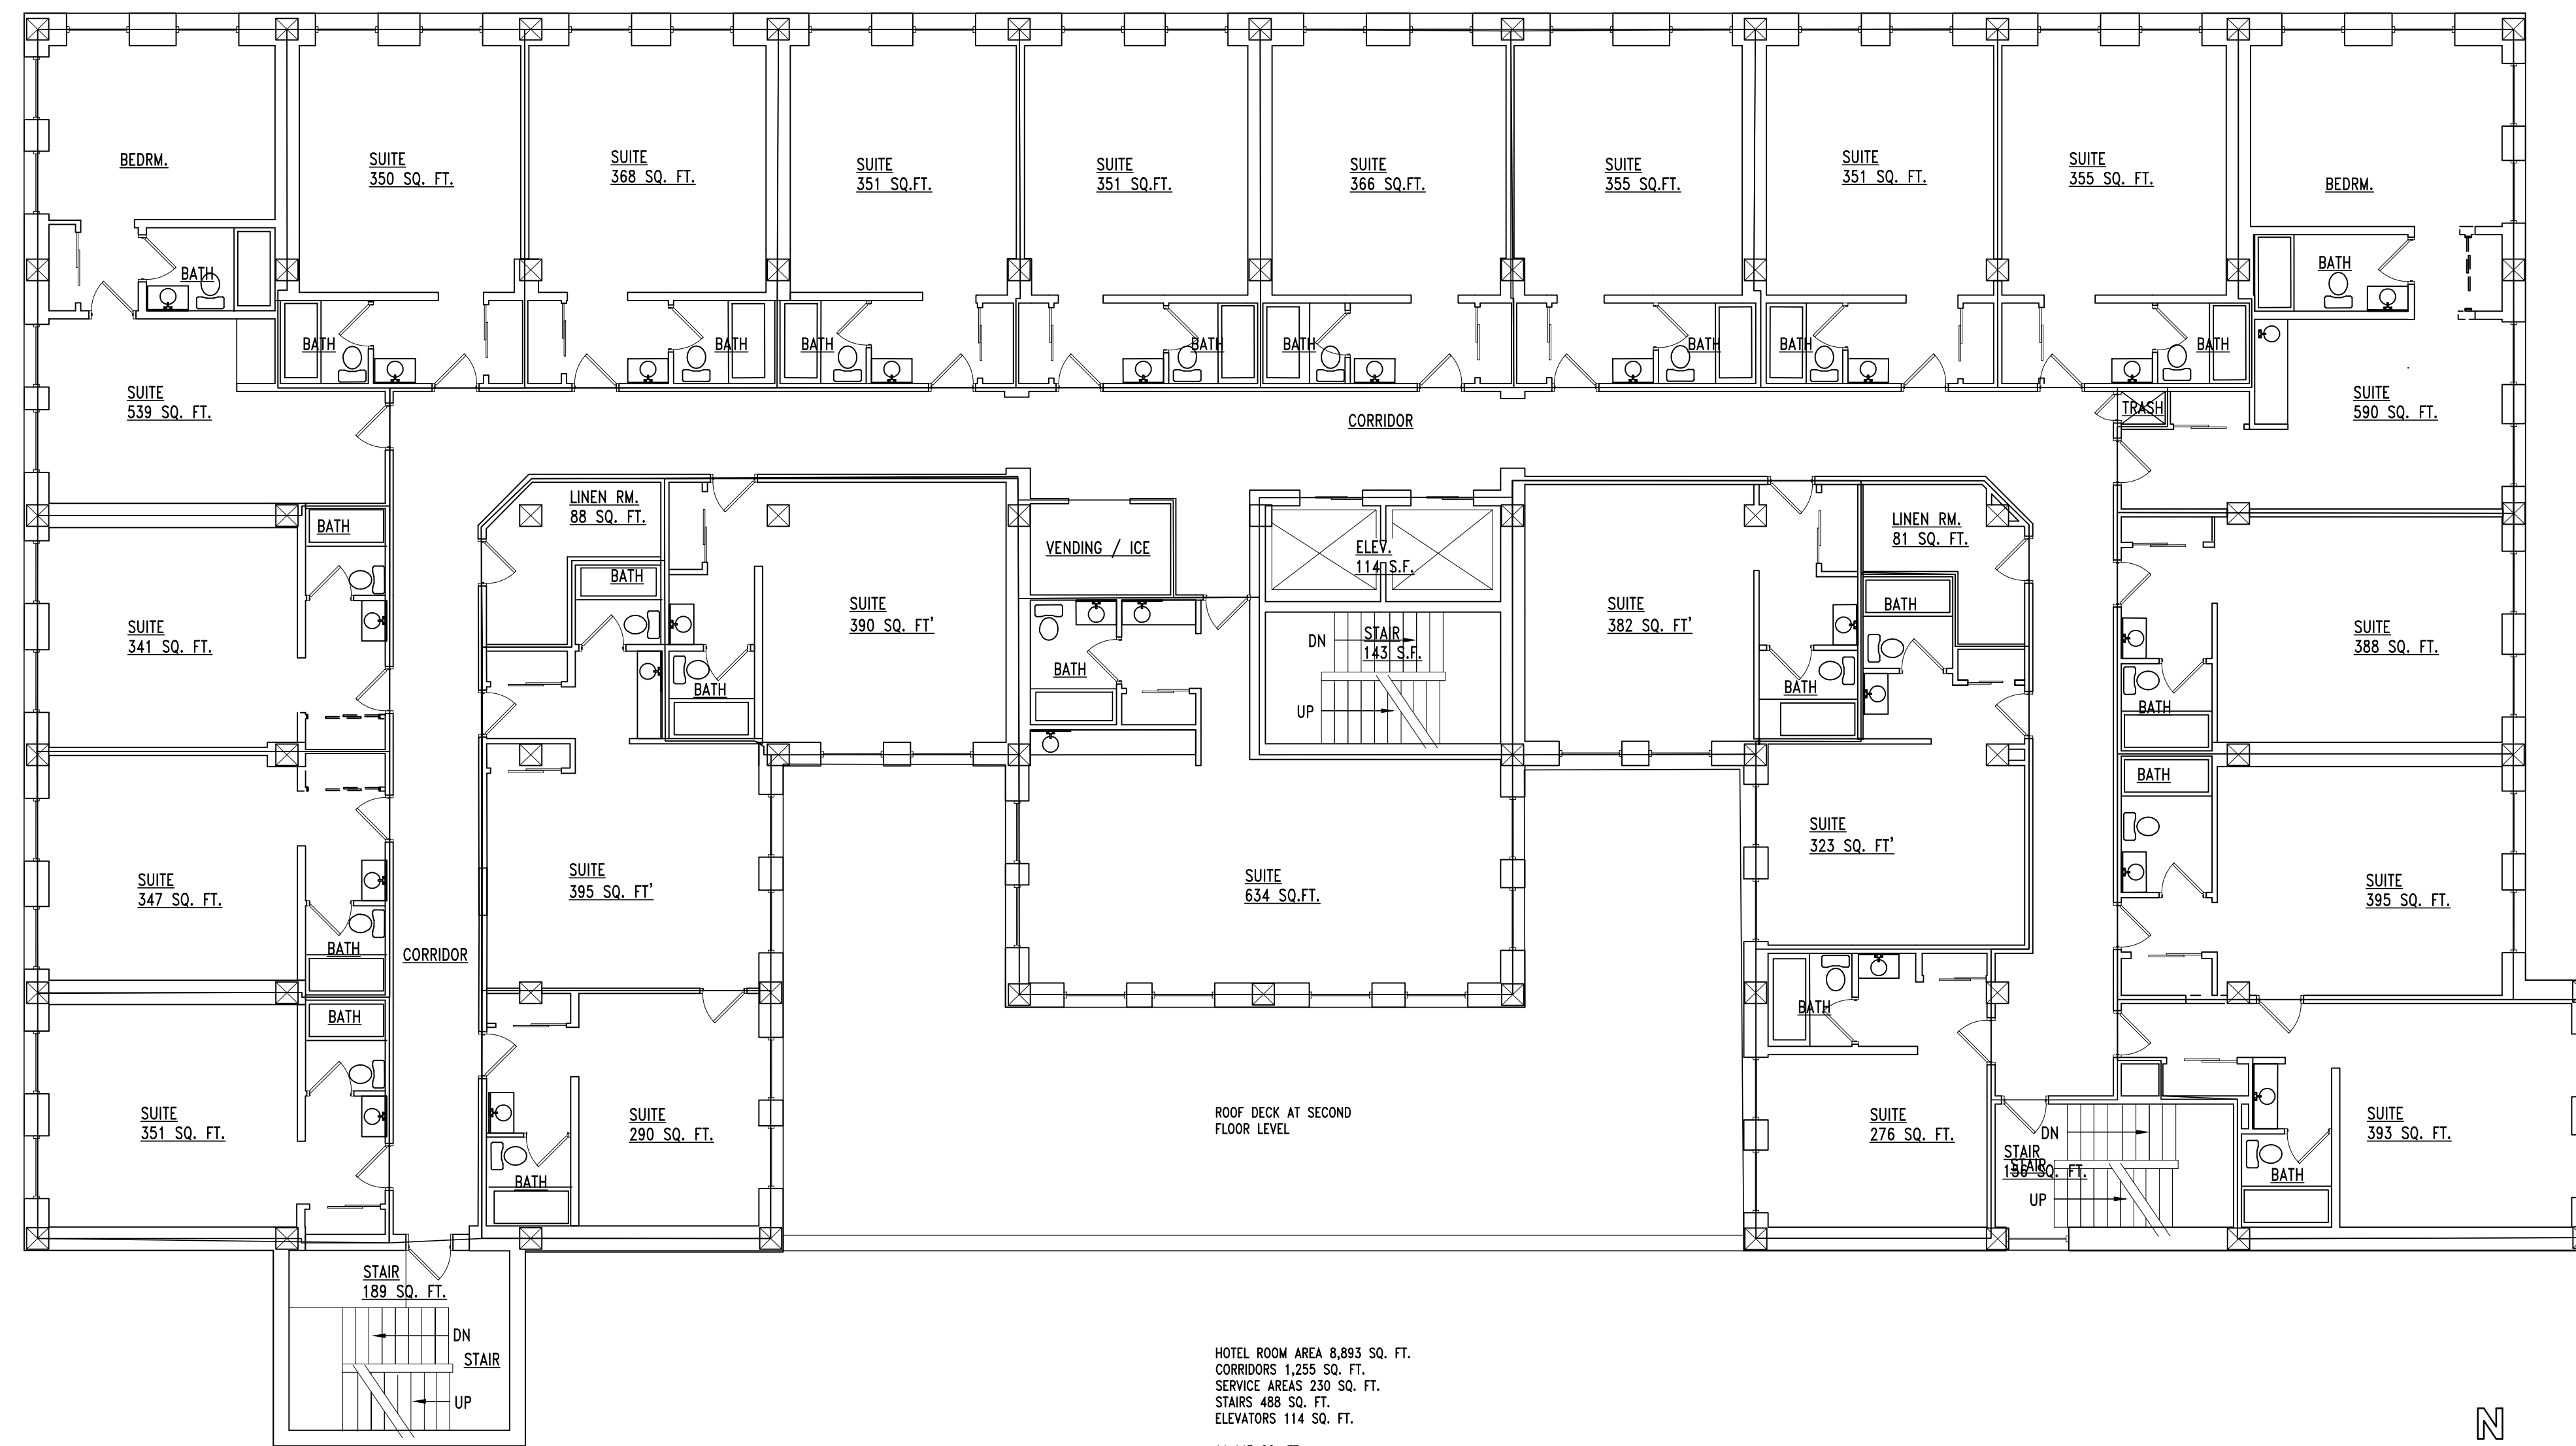 BEDRM.
SUITE
350 SQ. FT.
SUITE
368 SQ. FT.
SUITE
351 SQ.FT.
SUITE
351 SQ.FT.
SUITE
366 SQ.FT.
SUITE
355 SQ.FT.
SUITE
351 SQ. FT.
SUITE
355 SQ. FT.
BEDRM.
BATH
BATH
BATH
BATH
BATH
BATH
BATH
BATH
BATH
BATH
SUITE
539 SQ. FT.
CORRIDOR
TRASH
SUITE
590 SQ. FT.
BATH
LINEN RM.
88 SQ. FT.
BATH
VENDING / ICE
ELEV.
114 S.F.
LINEN RM.
81 SQ. FT.
BATH
SUITE
341 SQ. FT.
SUITE
390 SQ. FT'
BATH
BATH
DN
STAIR
143 S.F.
UP
SUITE
382 SQ. FT'
BATH
SUITE
388 SQ. FT.
BATH
BATH
SUITE
347 SQ. FT.
BATH
CORRIDOR
SUITE
395 SQ. FT'
SUITE
634 SQ.FT.
SUITE
323 SQ. FT'
SUITE
395 SQ. FT.
BATH
BATH
SUITE
351 SQ. FT.
SUITE
290 SQ. FT.
BATH
ROOF DECK AT SECOND
FLOOR LEVEL
SUITE
276 SQ. FT.
DN
STAIR
STAIR
156 SQ. FT.
UP
SUITE
393 SQ. FT.
BATH
STAIR
189 SQ. FT.
DN
STAIR
UP
HOTEL ROOM AREA 8,893 SQ. FT.
CORRIDORS 1,255 SQ. FT.
SERVICE AREAS 230 SQ. FT.
STAIRS 488 SQ. FT.
ELEVATORS 114 SQ. FT.
N